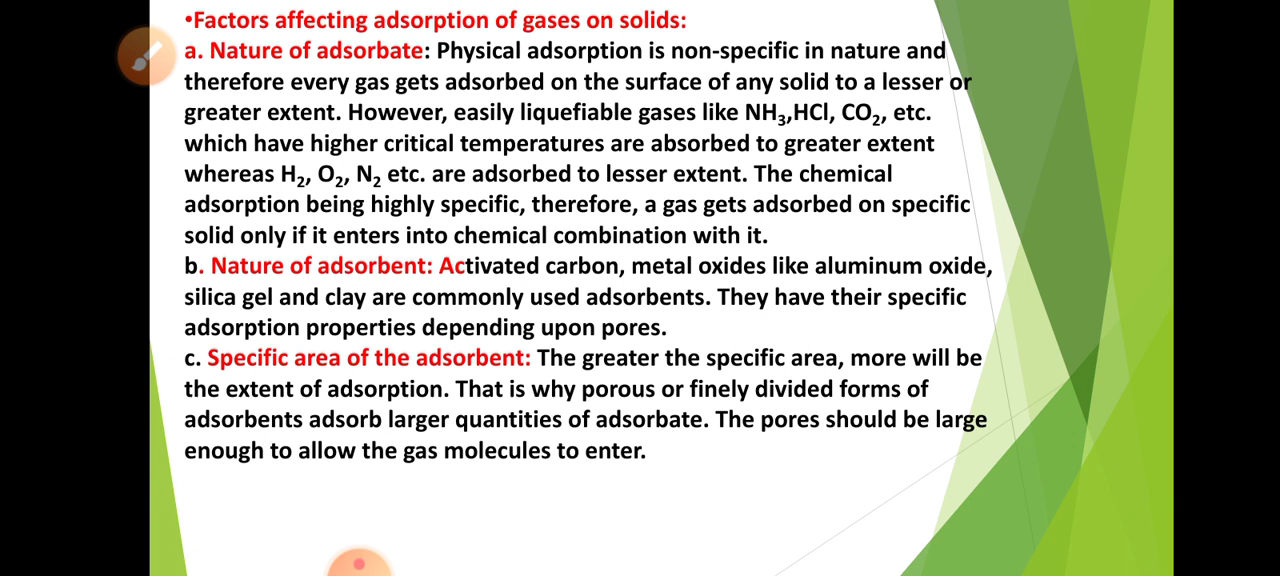 •Factors affecting adsorption of gases on solids:
a. Nature of adsorbate: Physical adsorption is non-specific in nature and
therefore every gas gets adsorbed on the surface of any solid to a lesser or
greater extent. However, easily liquefiable gases like NH₃,HCl, CO₂, etc.
which have higher critical temperatures are absorbed to greater extent
whereas H₂, O₂, N₂ etc. are adsorbed to lesser extent. The chemical
adsorption being highly specific, therefore, a gas gets adsorbed on specific
solid only if it enters into chemical combination with it.
b. Nature of adsorbent: Activated carbon, metal oxides like aluminum oxide,
silica gel and clay are commonly used adsorbents. They have their specific
adsorption properties depending upon pores.
c. Specific area of the adsorbent: The greater the specific area, more will be
the extent of adsorption. That is why porous or finely divided forms of
adsorbents adsorb larger quantities of adsorbate. The pores should be large
enough to allow the gas molecules to enter.